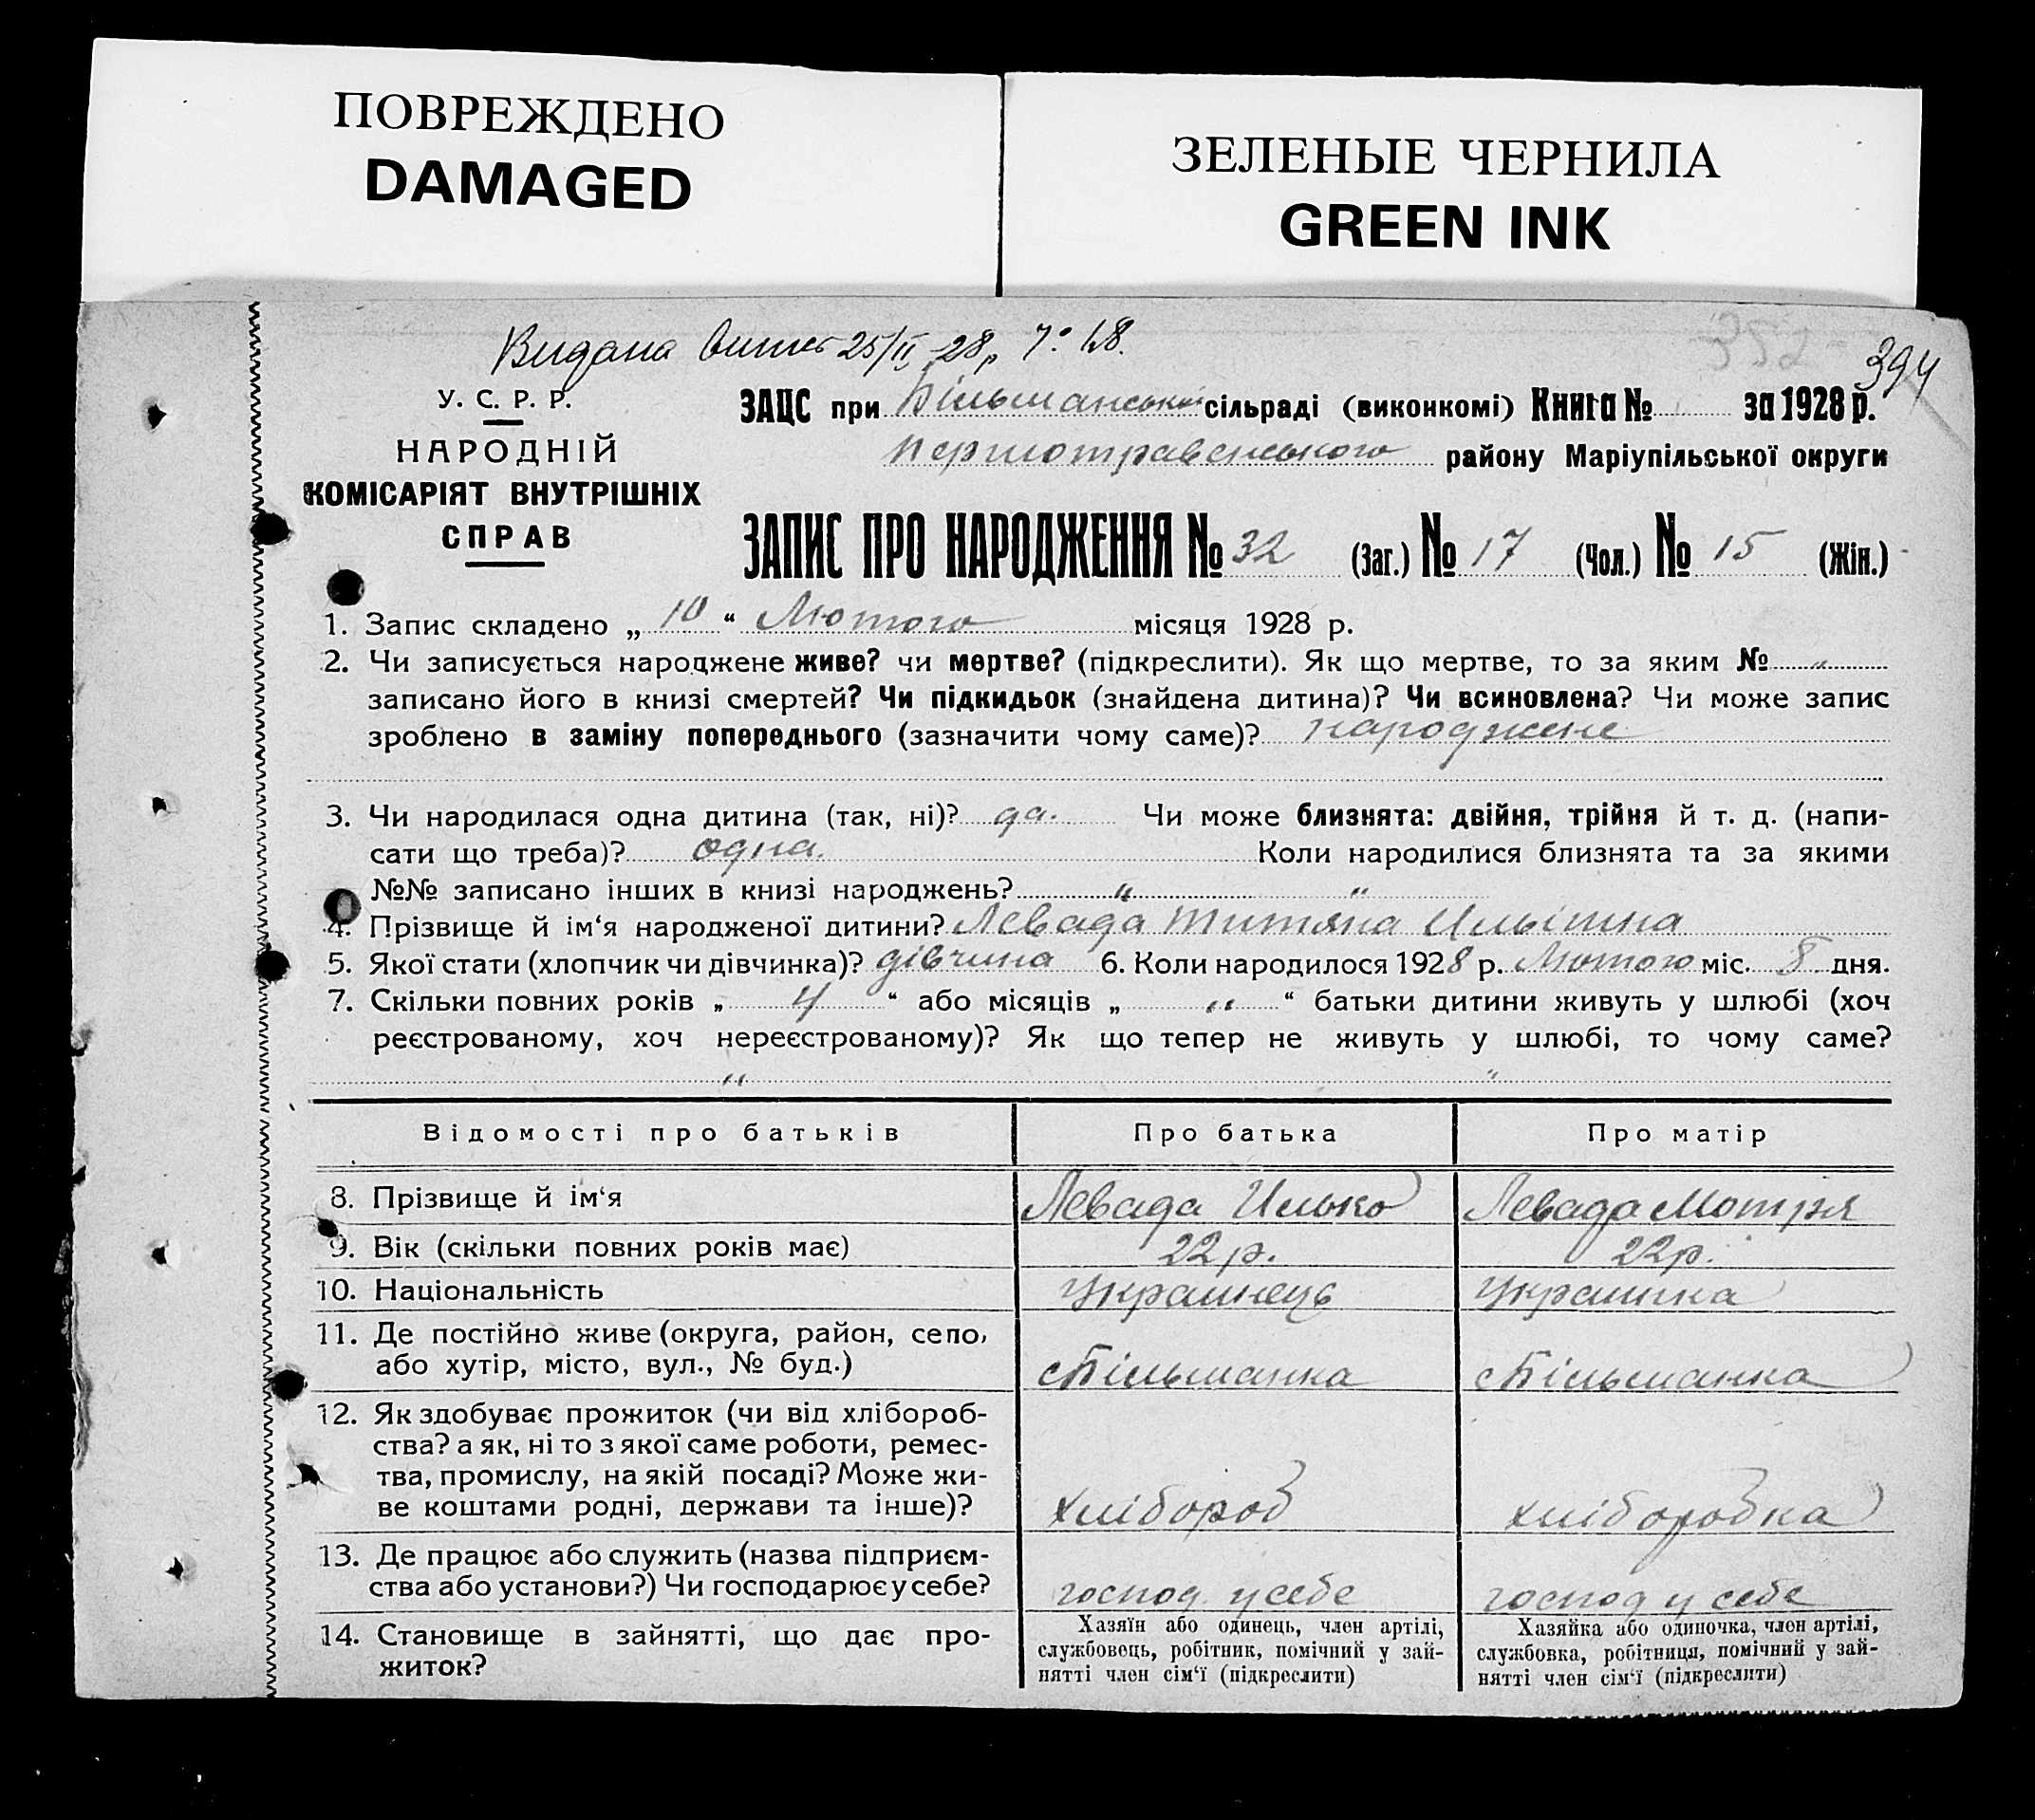 ПОВРЕЖДЕНО
DAMAGED
ЗЕЛЕНЫЕ ЧЕРНИЛА
GREEN INK
Видана 25/II 28р.
394
У. С. Р. Р.
НАРОДНІЙ
КОМІСАРІЯТ ВНУТРІШНІХ
СПРАВ
ЗАЦС при Більманській сільраді (виконкомі) Книга № за 1928 р.
Першотравенського району Маріупільської округи
ЗАПИС ПРО НАРОДЖЕННЯ № 32 (Заг.) № 17 (Чол.) № 15 (Жін.)
1. Запис складено „ 10 “ Лютого місяця 1928 р.
2. Чи записується народжене живе? чи мертве? (підкреслити). Як що мертве, то за яким № „
записано його в книзі смертей? Чи підкидьок (знайдена дитина)? Чи всиновлена? Чи може запис
зроблено в заміну попереднього (зазначити чому саме)? народжене
3. Чи народилася одна дитина (так, ні)? да. Чи може близнята: двійня, трійня й т. д. (напи-
сати що треба)? одна. Коли народилися близнята та за якими
№№ записано інших в книзі народжень? „ „
4. Прізвище й ім‘я народженої дитини? Левада Титяна Ильїтна
5. Якої стати (хлопчик чи дівчинка)? дівчина 6. Коли народилось 1928 р. Лютого міс. 8 дня.
7. Скільки повних років „ 4 “ або місяців „ „ “ батьки дитини живуть у шлюбі (хоч
реєстрованому, хоч нереєстрованому)? Як що тепер не живуть у шлюбі, то чому саме?
„ „
Відомості про батьків Про батька Про матір
8. Прізвище й ім‘я Левада Илько Левада Мотря
9. Вік (скільки повних років має) 22 р. 22 р.
10. Національність Украинець Украинка
11. Де постійно живе (округа, район, село,
або хутір, місто, вул., № буд.) с Більманка с Більманка
12. Як здобуває прожиток (чи від хлібороб-
ства? а як, ні то з якої саме роботи, ремес-
тва, промислу, на якій посаді? Може жи-
ве коштами родні, держави та інше)? хлібороб хліборобка
13. Де працює або служить (назва підприєм-
ства або установи?) Чи господарює у себе? господ. у себе господ у себе
14. Становище в зайнятті, що дає про-
житок?
Хазяїн або одинець, член артілі,
службовець, робітник, помічний у зай-
нятті член сім‘ї (підкреслити)
Хазяйка або одиночка, член артілі,
службовка, робітниця, помічний у зай-
нятті член сім‘ї (підкреслити)